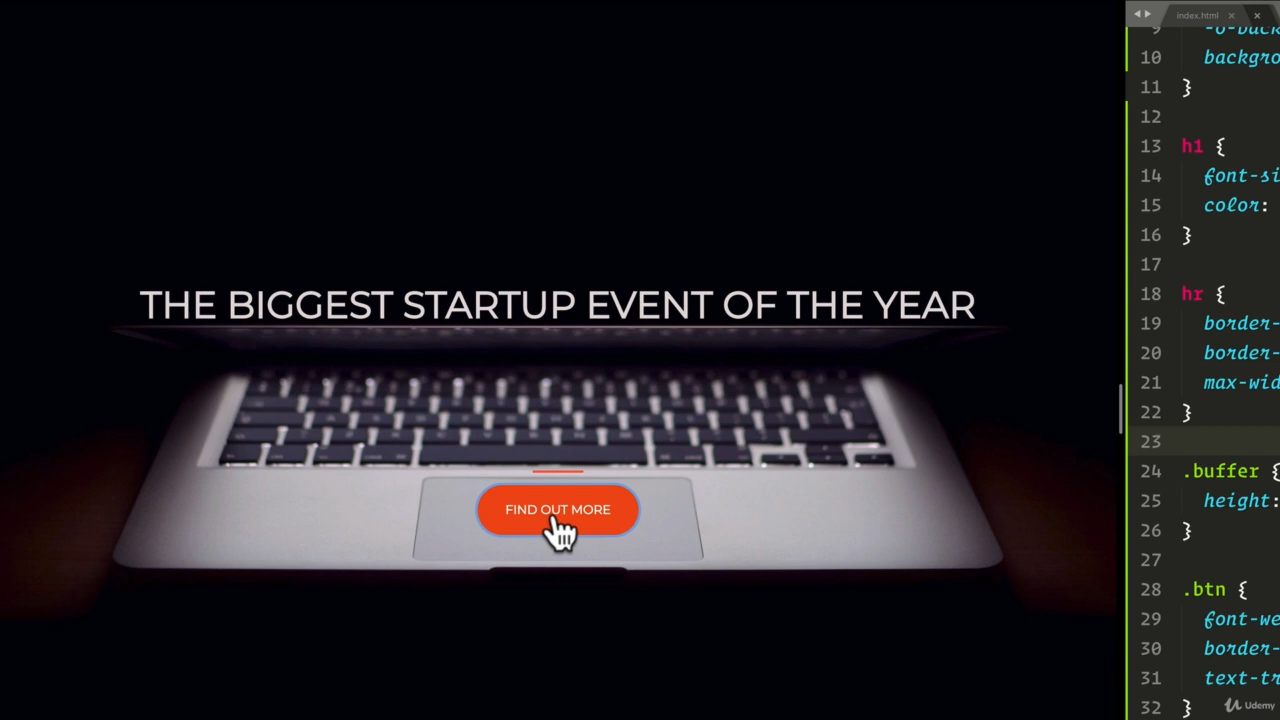 THE BIGGEST STARTUP EVENT OF THE YEAR
FIND OUT MORE
index.html
9 -o-back
10 backgro
11 }
12
13 h1 {
14 font-si
15 color:
16 }
17
18 hr {
19 border-
20 border-
21 max-wid
22 }
23
24 .buffer {
25 height:
26 }
27
28 .btn {
29 font-we
30 border-
31 text-tr
32 }
Udemy